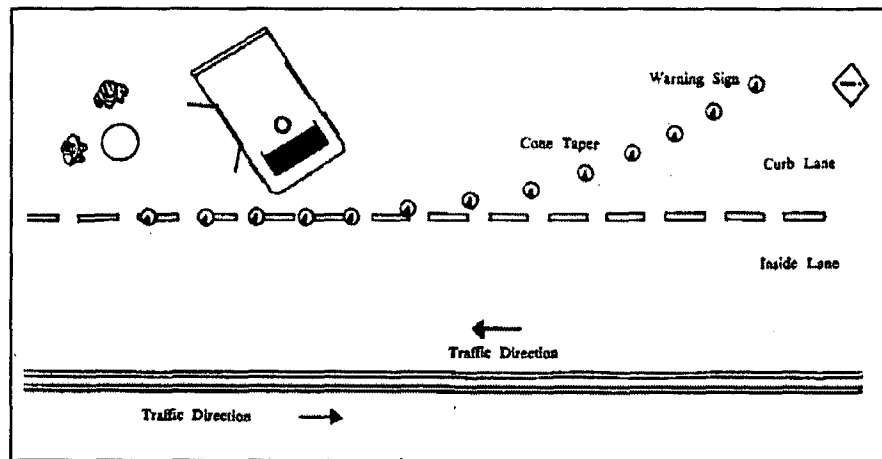 Warning Sign
Cone Taper
Curb Lane
Inside Lane
Traffic Direction
Traffic Direction